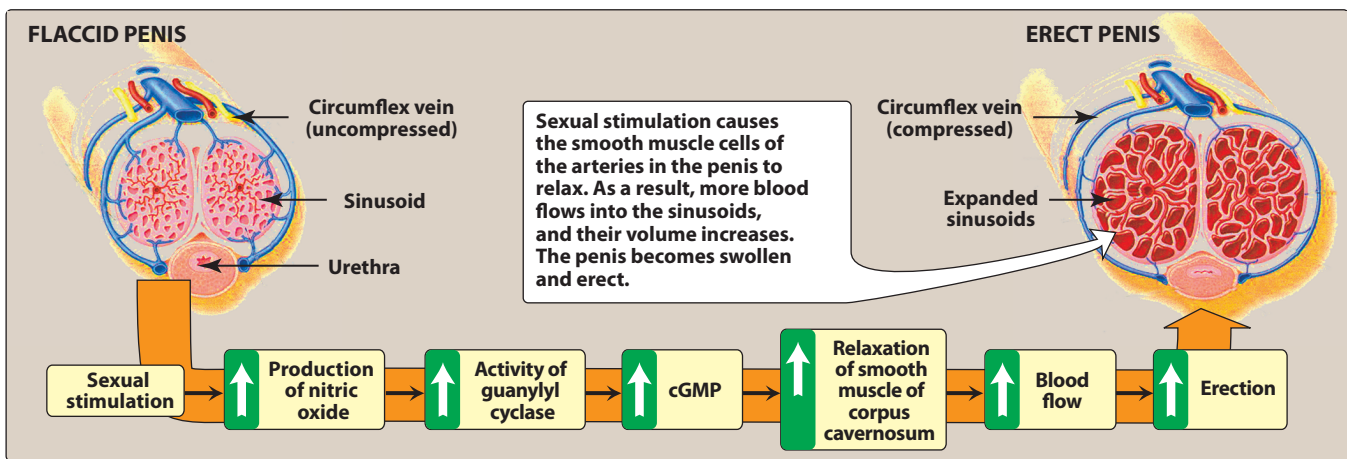 FLACCID PENIS
Circumflex vein
(uncompressed)
Sinusoid
Urethra
Sexual stimulation causes
the smooth muscle cells of
the arteries in the penis to
relax. As a result, more blood
flows into the sinusoids,
and their volume increases.
The penis becomes swollen
and erect.
ERECT PENIS
Circumflex vein
(compressed)
Expanded
sinusoids
Sexual
stimulation
Production
of nitric
oxide
Activity of
guanylyl
cyclase
cGMP
Relaxation
of smooth
muscle of
corpus
cavernosum
Blood
flow
Erection